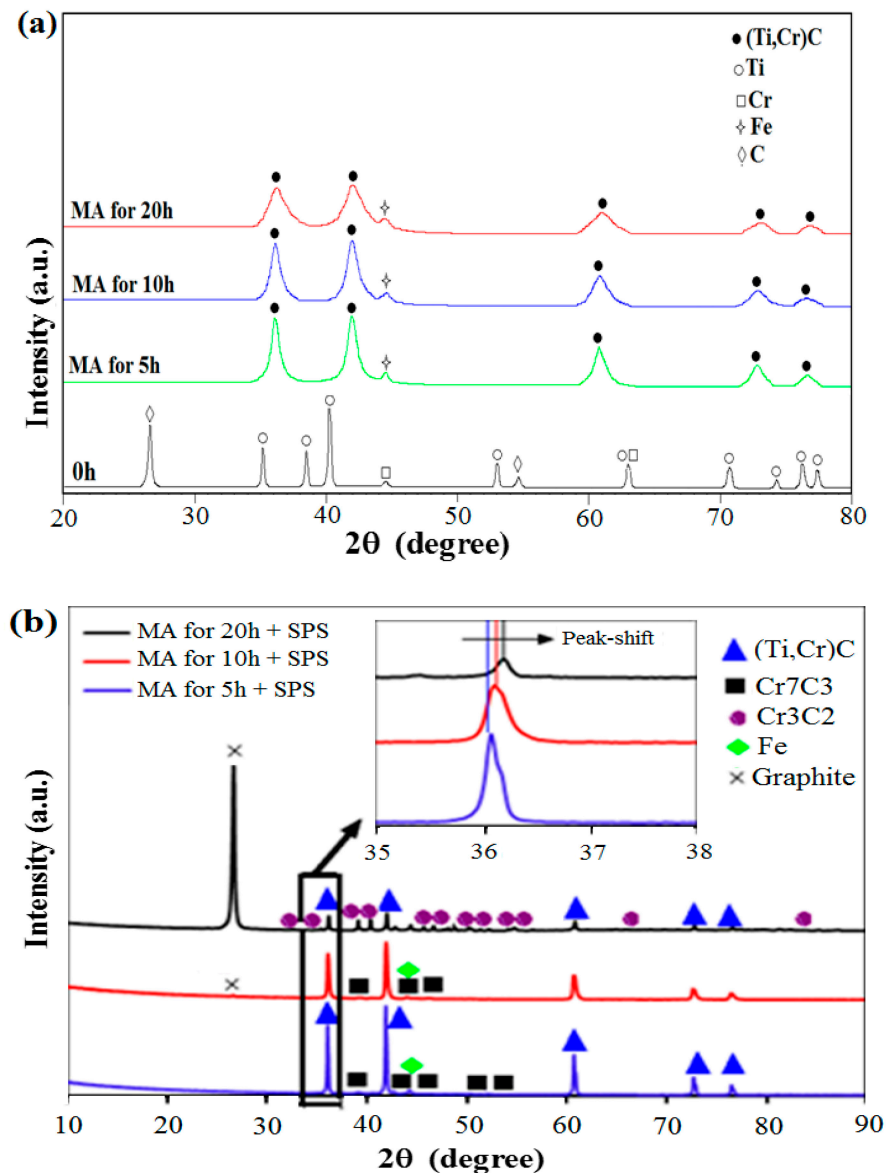 (a)
(Ti,Cr)C
Ti
Cr
Fe
C
MA for 20h
MA for 10h
MA for 5h
0h
Intensity (a.u.)
20 30 40 50 60 70 80
2θ (degree)
(b)
MA for 20h + SPS
MA for 10h + SPS
MA for 5h + SPS
Peak-shift
35 36 37 38
(Ti,Cr)C
Cr7C3
Cr3C2
Fe
Graphite
Intensity (a.u.)
10 20 30 40 50 60 70 80 90
2θ (degree)